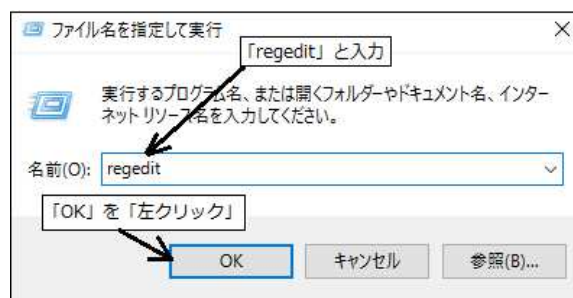 ファイル名を指定して実行
「regedit」と入力
実行するプログラム名、または開くフォルダーやドキュメント名、インター
ネット リソース名を入力してください。
名前(O): regedit
「OK」を「左クリック」
OK キャンセル 参照(B)...